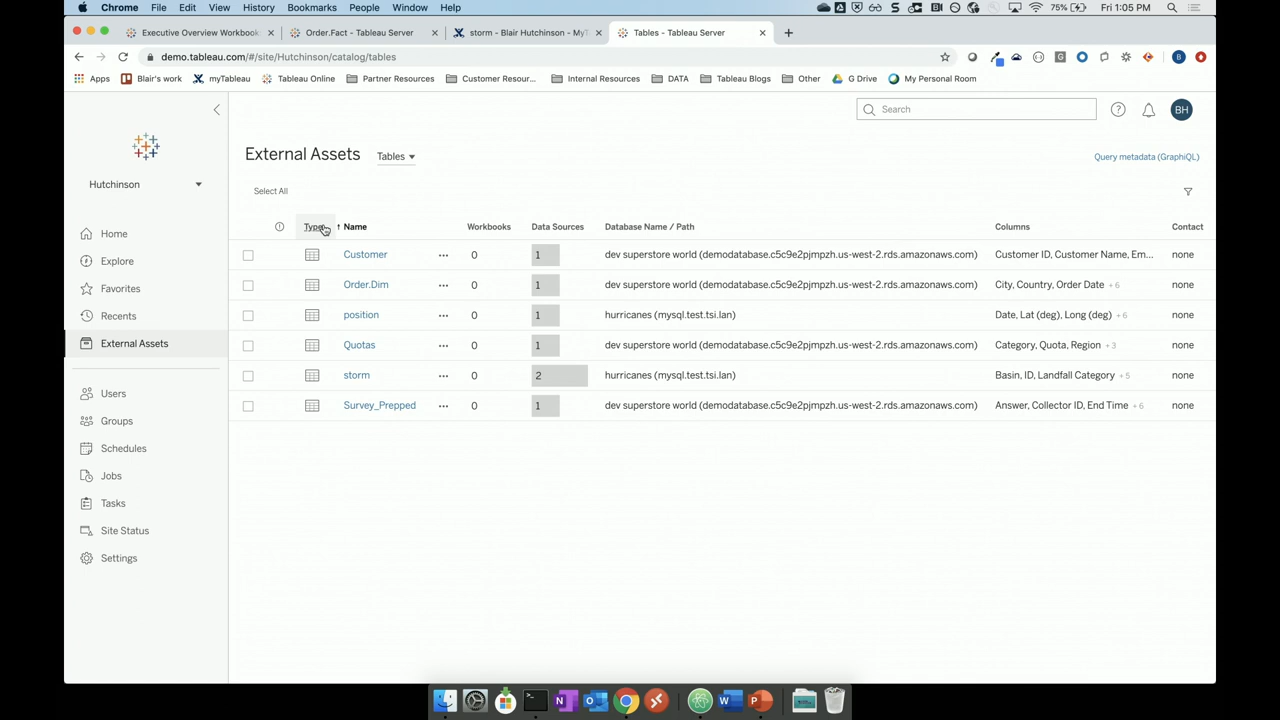 Chrome File Edit View History Bookmarks People Window Help 75% Fri 1:05 PM
Executive Overview Workbook Order.Fact - Tableau Server storm - Blair Hutchinson - MyT Tables - Tableau Server
demo.tableau.com/#/site/Hutchinson/catalog/tables B
Apps Blair's work myTableau Tableau Online Partner Resources Customer Resour... Internal Resources DATA Tableau Blogs Other G Drive My Personal Room
Search BH
External Assets Tables Query metadata (GraphiQL)
Hutchinson
Select All
Type Name Workbooks Data Sources Database Name / Path Columns Contact
Home
Explore
Favorites
Recents
External Assets
Users
Groups
Schedules
Jobs
Tasks
Site Status
Settings
Customer ... 0 1 dev superstore world (demodatabase.c5c9e2pjmpzh.us-west-2.rds.amazonaws.com) Customer ID, Customer Name, Em... none
Order.Dim ... 0 1 dev superstore world (demodatabase.c5c9e2pjmpzh.us-west-2.rds.amazonaws.com) City, Country, Order Date +6 none
position ... 0 1 hurricanes (mysql.test.tsi.lan) Date, Lat (deg), Long (deg) +6 none
Quotas ... 0 1 dev superstore world (demodatabase.c5c9e2pjmpzh.us-west-2.rds.amazonaws.com) Category, Quota, Region +3 none
storm ... 0 2 hurricanes (mysql.test.tsi.lan) Basin, ID, Landfall Category +5 none
Survey_Prepped ... 0 1 dev superstore world (demodatabase.c5c9e2pjmpzh.us-west-2.rds.amazonaws.com) Answer, Collector ID, End Time +6 none